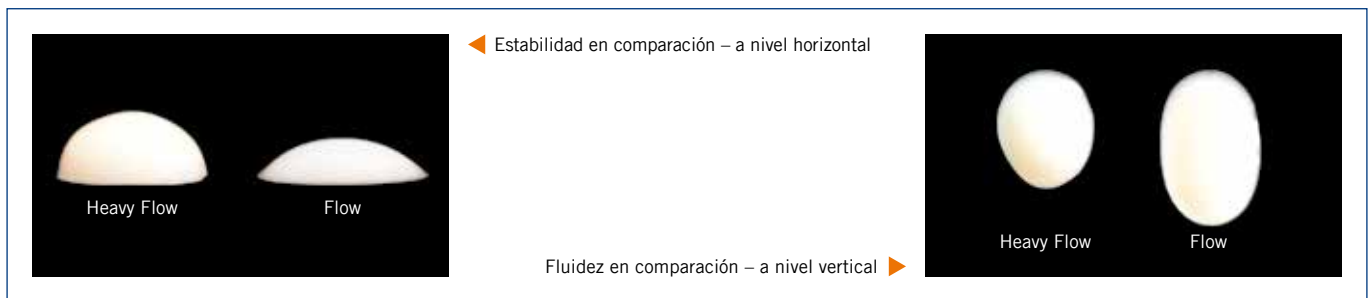 Estabilidad en comparación – a nivel horizontal
Heavy Flow
Flow
Heavy Flow
Flow
Fluidez en comparación – a nivel vertical